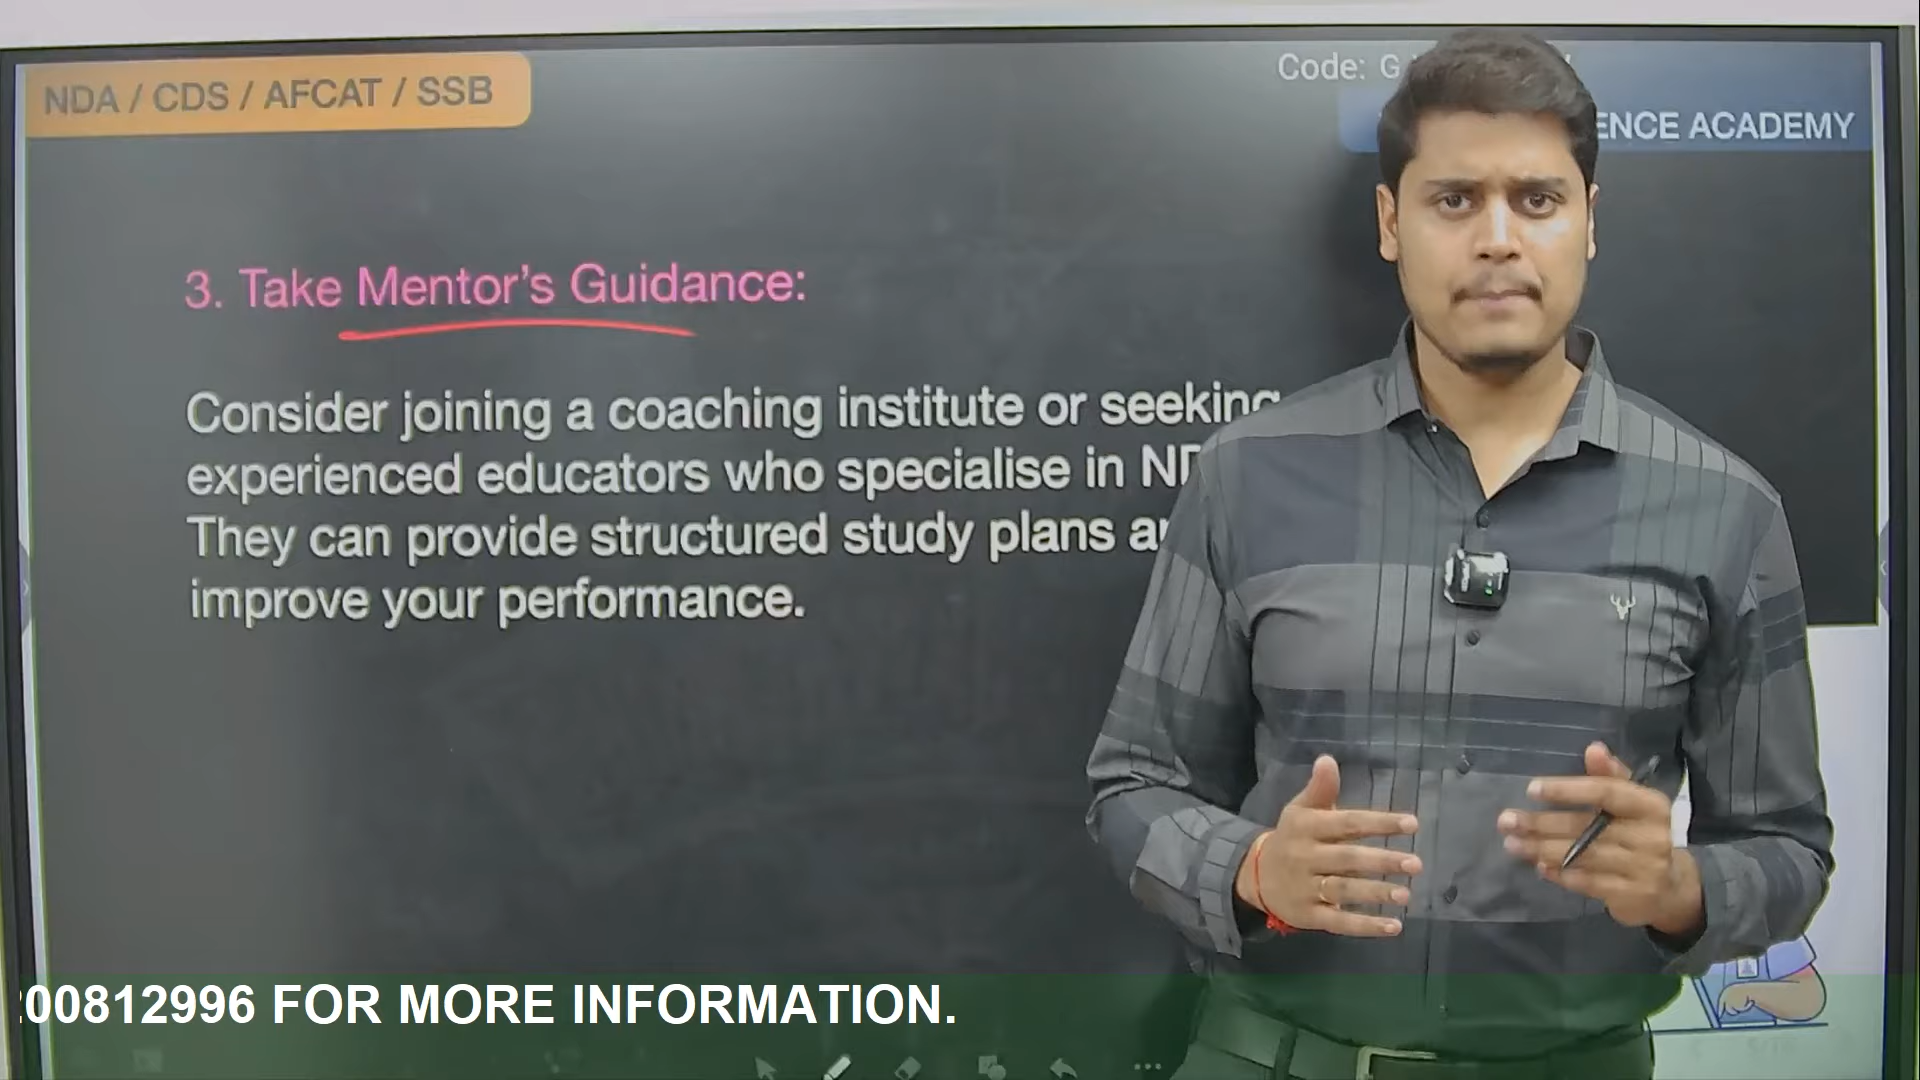 NDA / CDS / AFCAT / SSB
Code: G
ENCE ACADEMY
3. Take Mentor's Guidance:
Consider joining a coaching institute or seeking
experienced educators who specialise in
They can provide structured study plans
improve your performance.
00812996 FOR MORE INFORMATION.